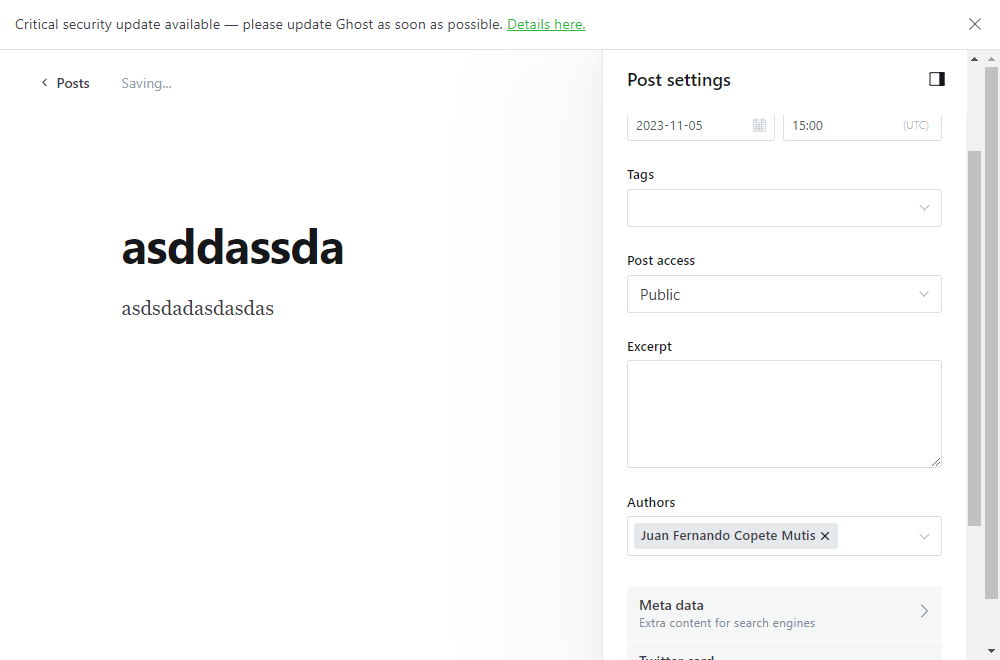 Critical security update available — please update Ghost as soon as possible. Details here.
Posts
Saving...
Post settings
2023-11-05
15:00
(UTC)
asddassda
asdsdadasdasdas
Tags
Post access
Public
Excerpt
Authors
Juan Fernando Copete Mutis
Meta data
Extra content for search engines
Twitter card